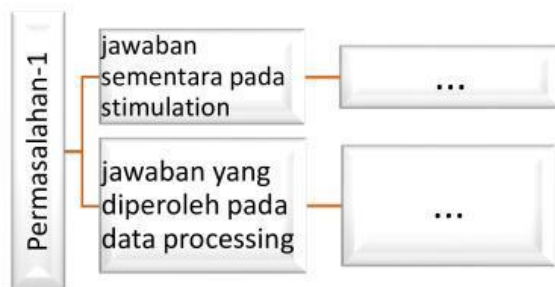 Permasalahan-1
jawaban
sementara pada
stimulation
...
jawaban yang
diperoleh pada
data processing
...